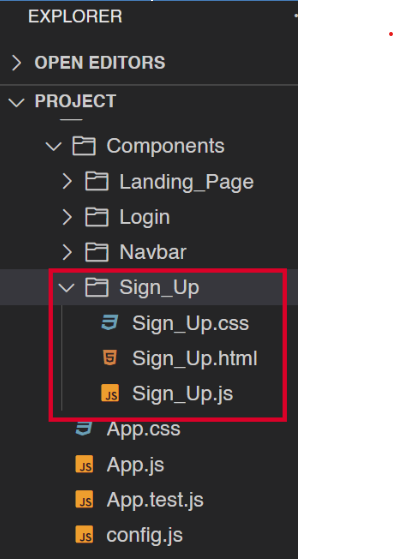 EXPLORER
OPEN EDITORS
PROJECT
Components
Landing_Page
Login
Navbar
Sign_Up
Sign_Up.css
Sign_Up.html
JS Sign_Up.js
App.css
JS App.js
JS App.test.js
JS config.js